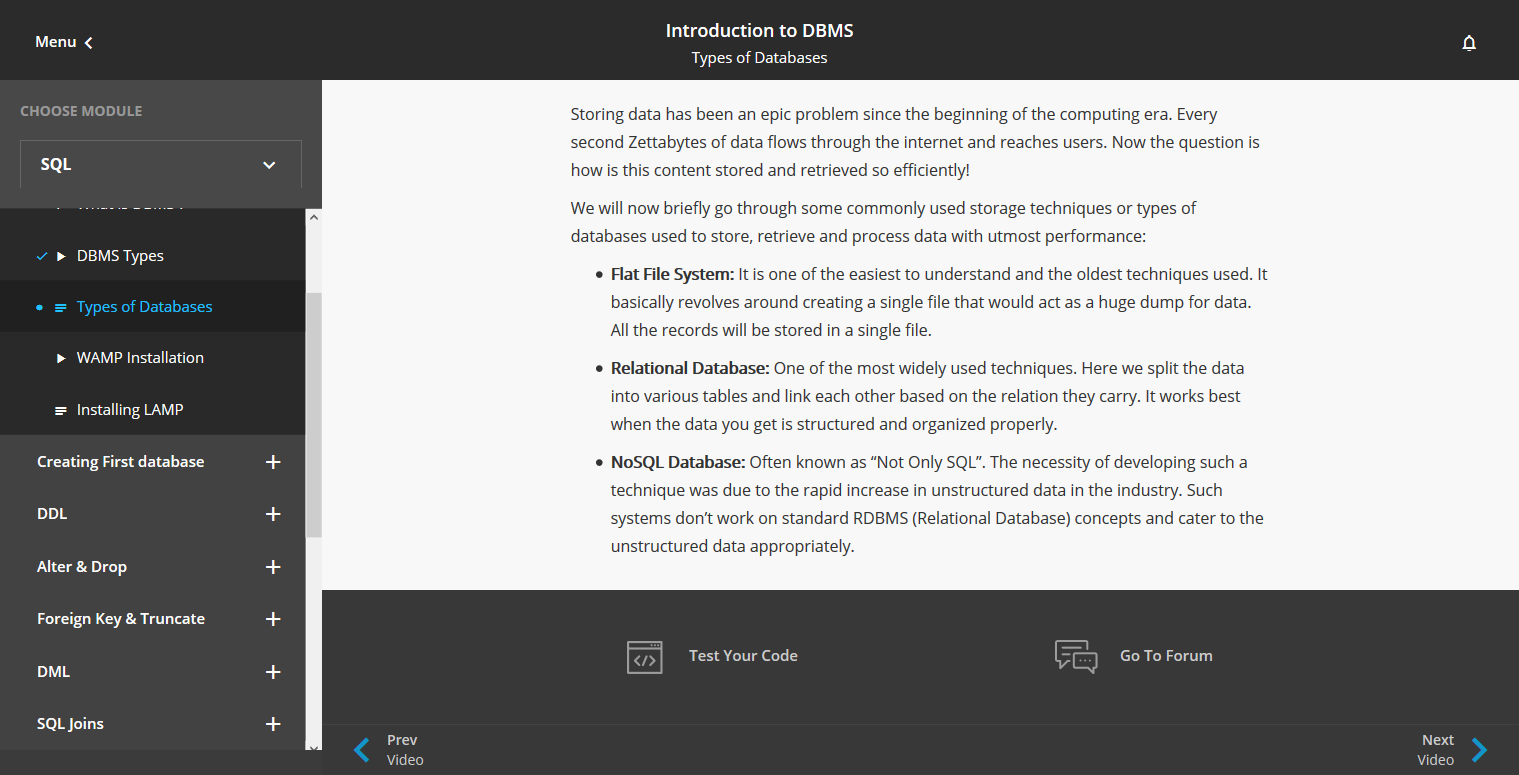 Menu
Introduction to DBMS
Types of Databases
CHOOSE MODULE
SQL
DBMS Types
Types of Databases
WAMP Installation
Installing LAMP
Creating First database
DDL
Alter & Drop
Foreign Key & Truncate
DML
SQL Joins
Storing data has been an epic problem since the beginning of the computing era. Every
second Zettabytes of data flows through the internet and reaches users. Now the question is
how is this content stored and retrieved so efficiently!
We will now briefly go through some commonly used storage techniques or types of
databases used to store, retrieve and process data with utmost performance:
• Flat File System: It is one of the easiest to understand and the oldest techniques used. It
basically revolves around creating a single file that would act as a huge dump for data.
All the records will be stored in a single file.
• Relational Database: One of the most widely used techniques. Here we split the data
into various tables and link each other based on the relation they carry. It works best
when the data you get is structured and organized properly.
• NoSQL Database: Often known as “Not Only SQL”. The necessity of developing such a
technique was due to the rapid increase in unstructured data in the industry. Such
systems don’t work on standard RDBMS (Relational Database) concepts and cater to the
unstructured data appropriately.
Test Your Code
Go To Forum
Prev
Video
Next
Video